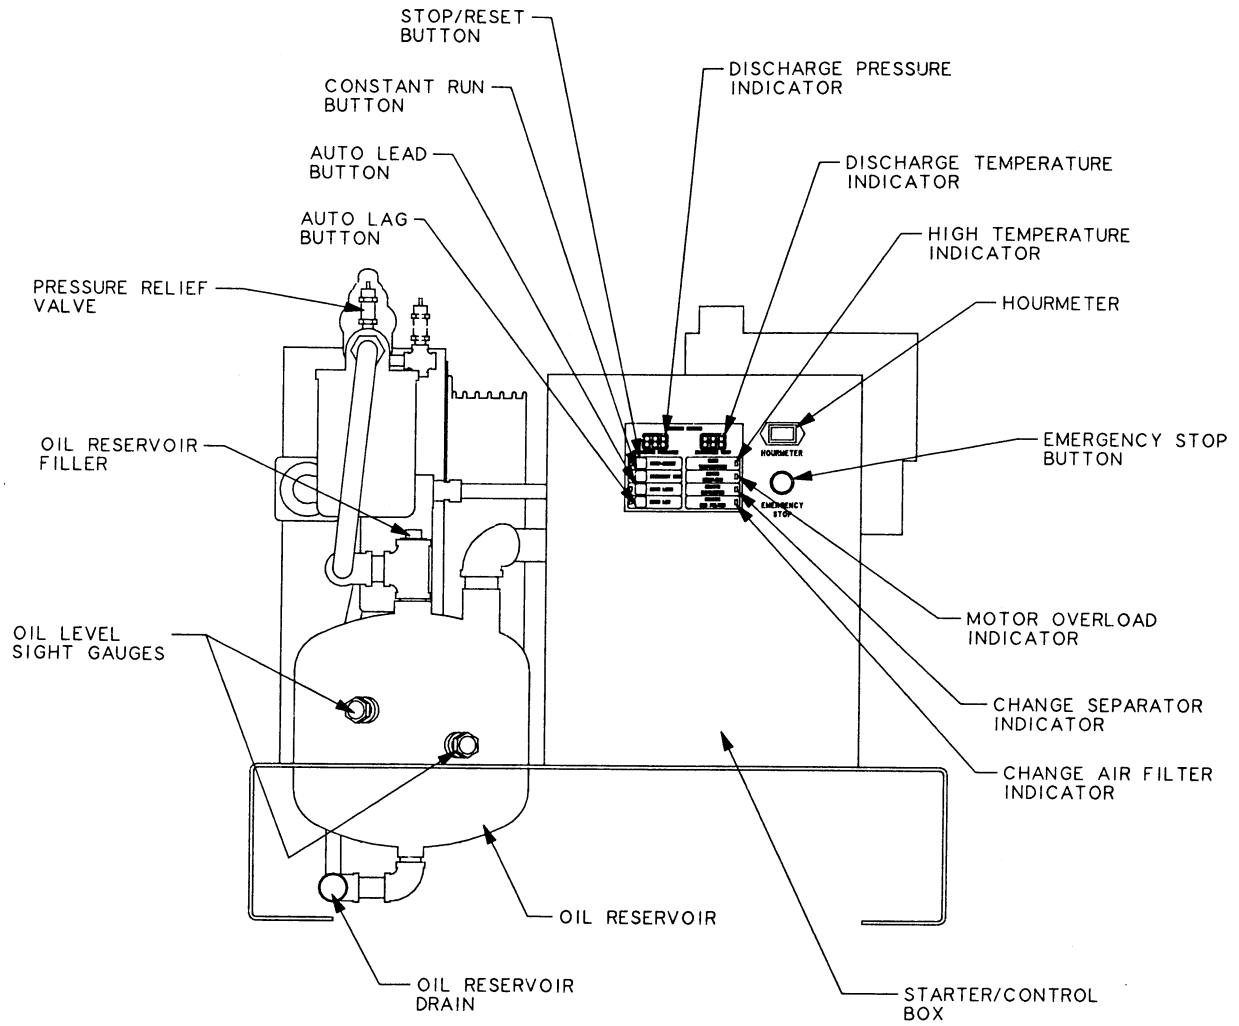 STOP/RESET
BUTTON
DISCHARGE PRESSURE
INDICATOR
CONSTANT RUN
BUTTON
AUTO LEAD
BUTTON
DISCHARGE TEMPERATURE
INDICATOR
AUTO LAG
BUTTON
HIGH TEMPERATURE
INDICATOR
PRESSURE RELIEF
VALVE
HOURMETER
OIL RESERVOIR
FILLER
EMERGENCY STOP
BUTTON
HOURMETER
EMERGENCY
STOP
OIL LEVEL
SIGHT GAUGES
MOTOR OVERLOAD
INDICATOR
CHANGE SEPARATOR
INDICATOR
CHANGE AIR FILTER
INDICATOR
OIL RESERVOIR
OIL RESERVOIR
DRAIN
STARTER/CONTROL
BOX